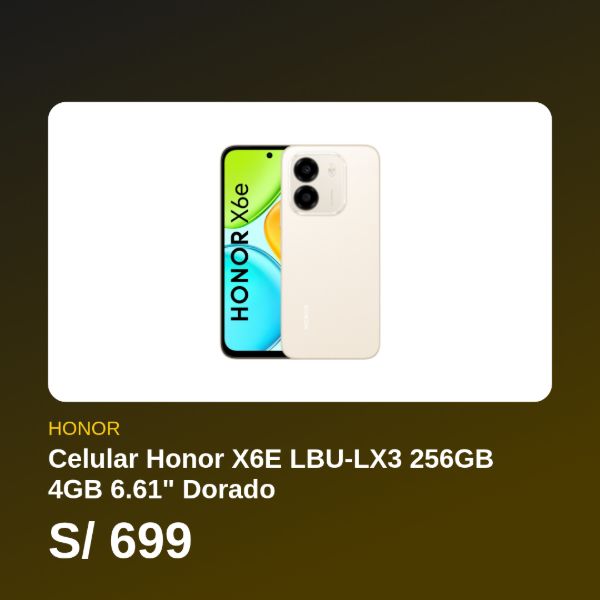 HONOR X6e
HONOR
HONOR
Celular Honor X6E LBU-LX3 256GB
4GB 6.61" Dorado
S/ 699